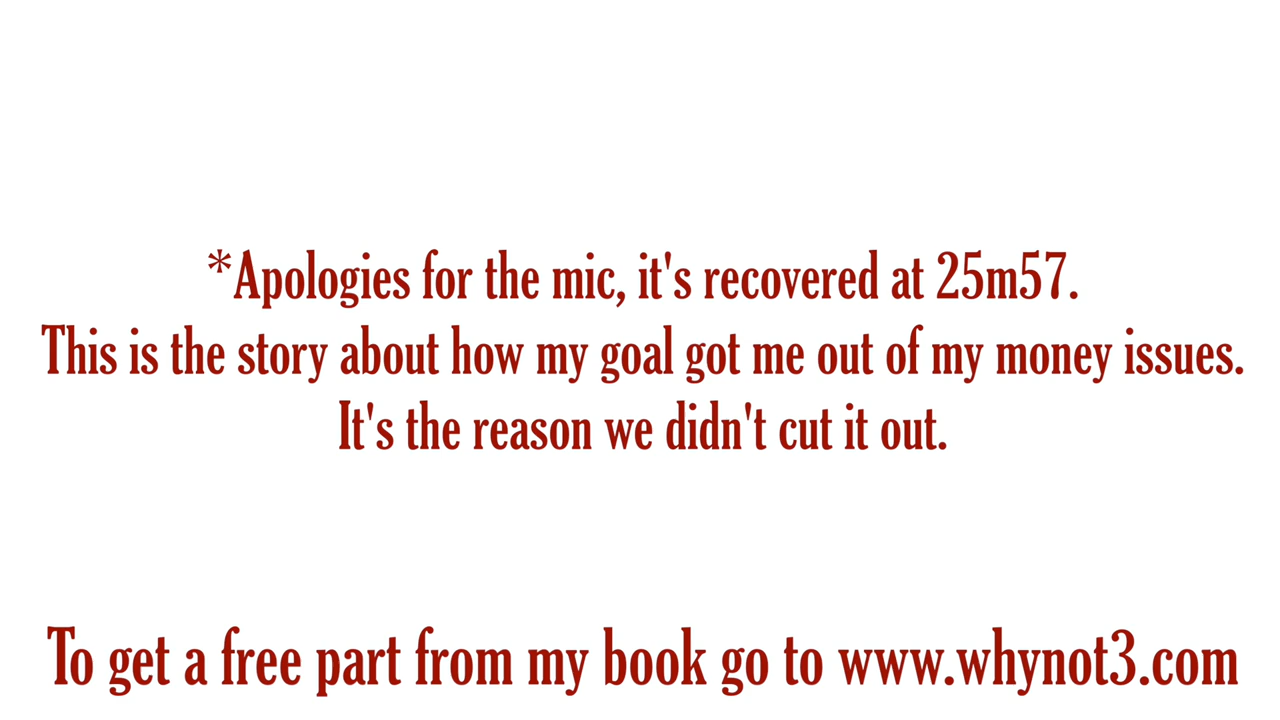 *Apologies for the mic, it's recovered at 25m57.
This is the story about how my goal got me out of my money issues.
It's the reason we didn't cut it out.
To get a free part from my book go to www.whynot3.com